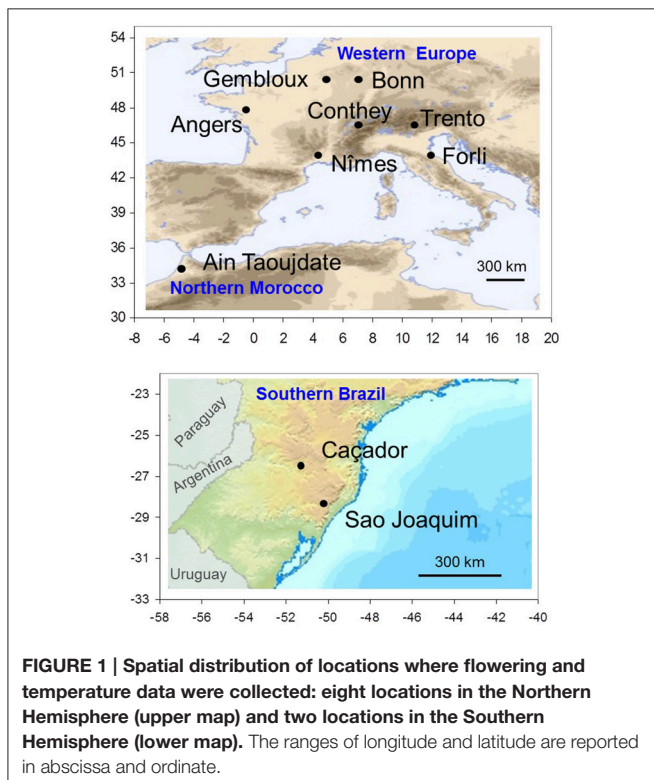 54
51
48
45
42
39
36
33
30
Western Europe
Gembloux
Bonn
Angers
Conthey
Trento
Nîmes
Forli
Ain Taoujdate
Northern Morocco
300 km
-8 -6 -4 -2 0 2 4 6 8 10 12 14 16 18 20
-23
-25
-27
-29
-31
-33
Southern Brazil
Paraguay
Argentina
Uruguay
Caçador
Sao Joaquim
300 km
-58 -56 -54 -52 -50 -48 -46 -44 -42 -40
FIGURE 1 | Spatial distribution of locations where flowering and
temperature data were collected: eight locations in the Northern
Hemisphere (upper map) and two locations in the Southern
Hemisphere (lower map). The ranges of longitude and latitude are reported
in abscissa and ordinate.